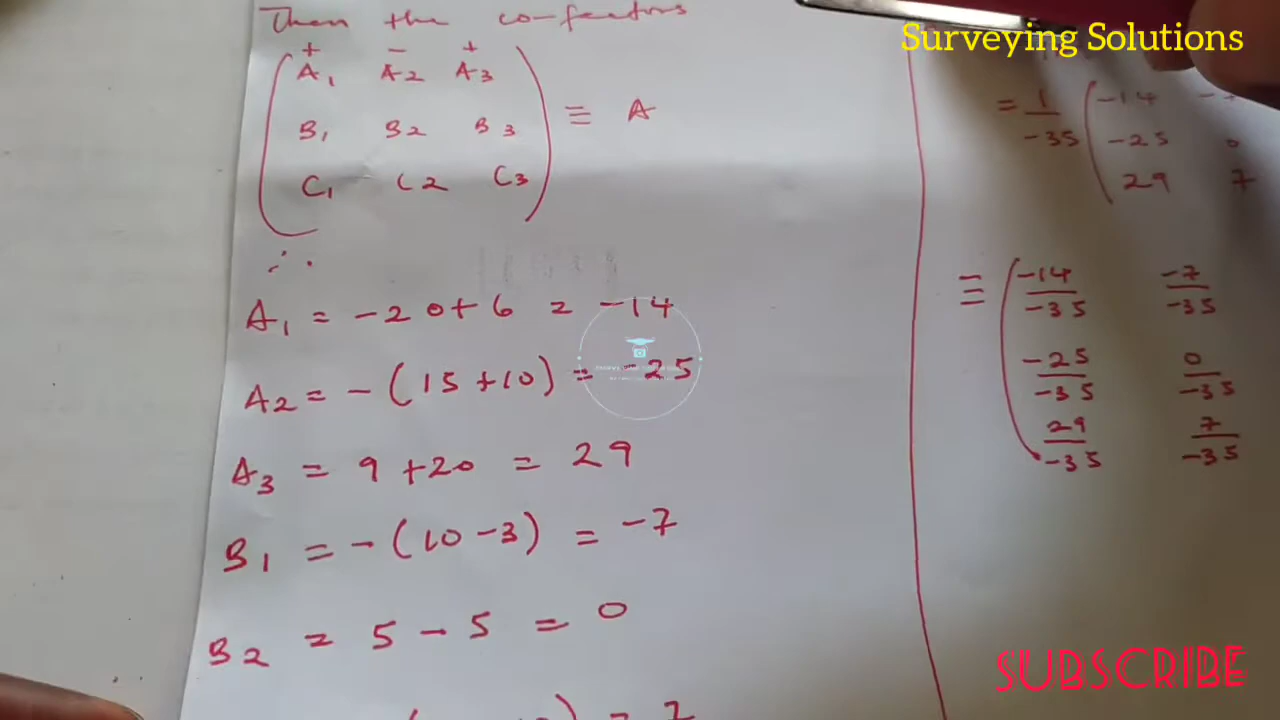 Then the co-factors
Surveying Solutions
+ − +
A1 A2 A3
B1 B2 B3 ≡ A
C1 C2 C3
∴
A1 = -20+6 = -14
A2 = -(15+10) = -25
A3 = 9+20 = 29
B1 = -(10-3) = -7
B2 = 5-5 = 0
= 7
= 1/-35
-14
-25 0
29 7
≡ -14/-35 -7/-35
-25/-35 0/-35
29/-35 7/-35
SUBSCRIBE